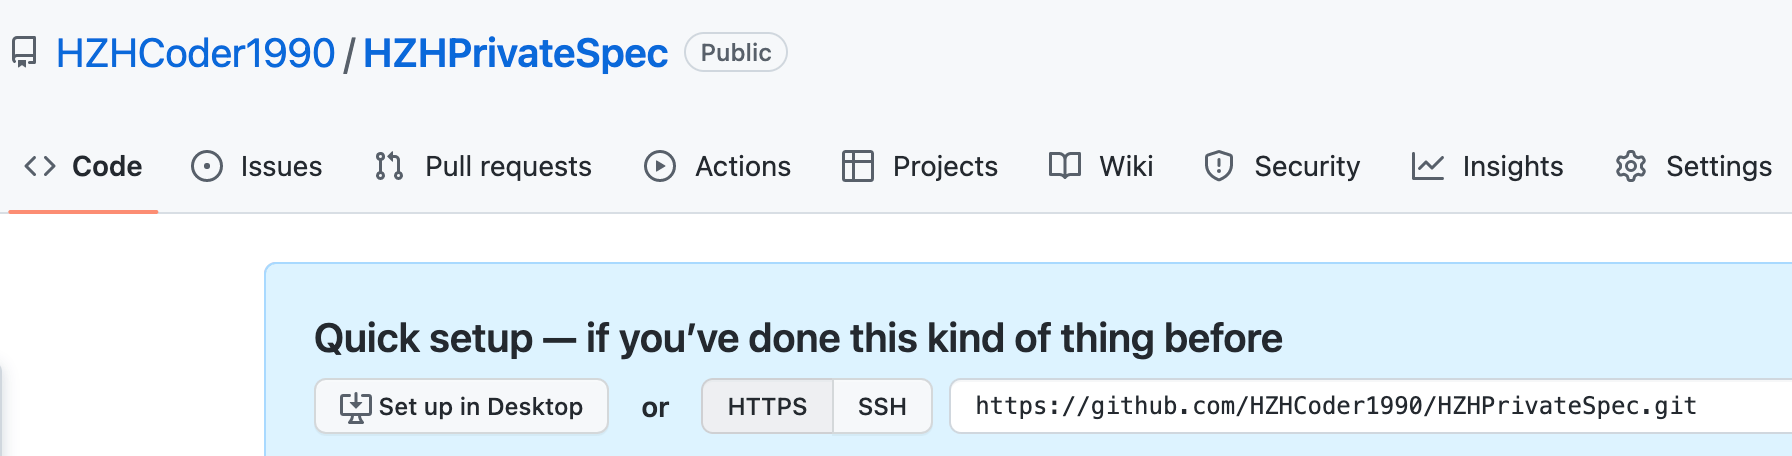 HZHCoder1990 / HZHPrivateSpec Public
Code Issues Pull requests Actions Projects Wiki Security Insights Settings
Quick setup — if you’ve done this kind of thing before
Set up in Desktop or HTTPS SSH https://github.com/HZHCoder1990/HZHPrivateSpec.git